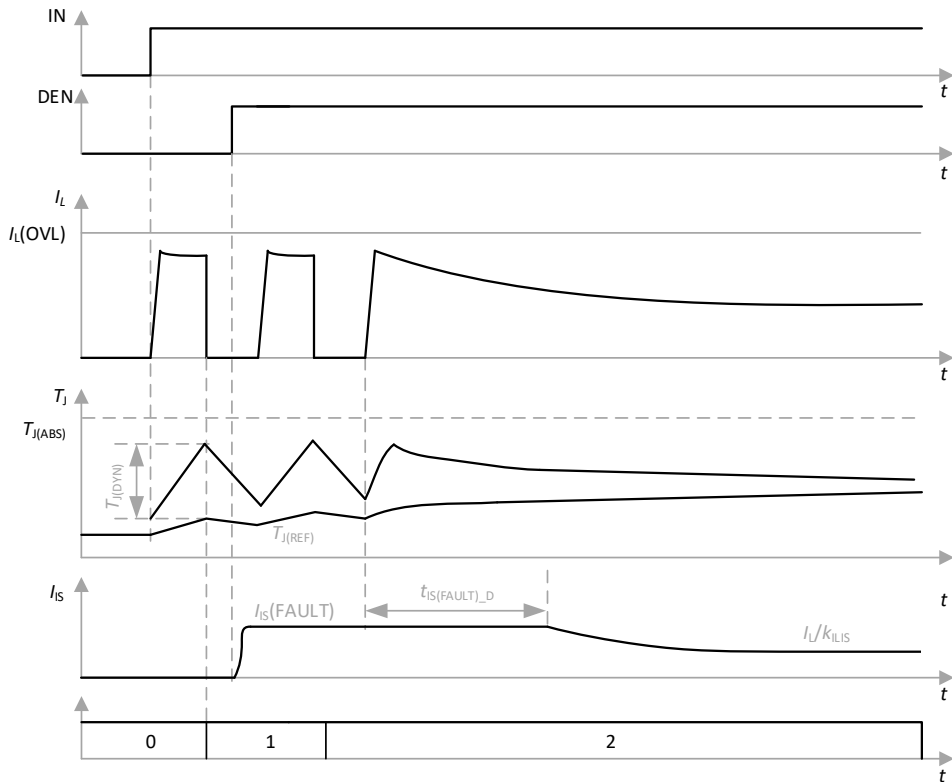 IN
t
DEN
t
I_L
I_L(OVL)
t
T_J
T_J(ABS)
T_J(DYN)
T_J(REF)
t
I_IS
I_IS(FAULT)
t_IS(FAULT)_D
I_L/k_ILIS
t
0 1 2
t